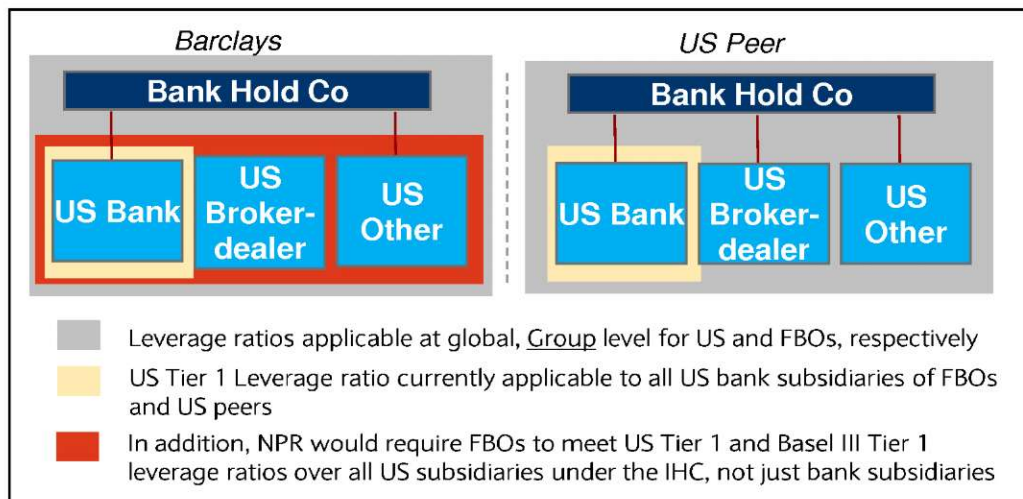 Barclays
US Peer
Bank Hold Co
Bank Hold Co
US Bank
US
Broker-
dealer
US
Other
US Bank
US
Broker-
dealer
US
Other
Leverage ratios applicable at global, Group level for US and FBOs, respectively
US Tier 1 Leverage ratio currently applicable to all US bank subsidiaries of FBOs
and US peers
In addition, NPR would require FBOs to meet US Tier 1 and Basel III Tier 1
leverage ratios over all US subsidiaries under the IHC, not just bank subsidiaries